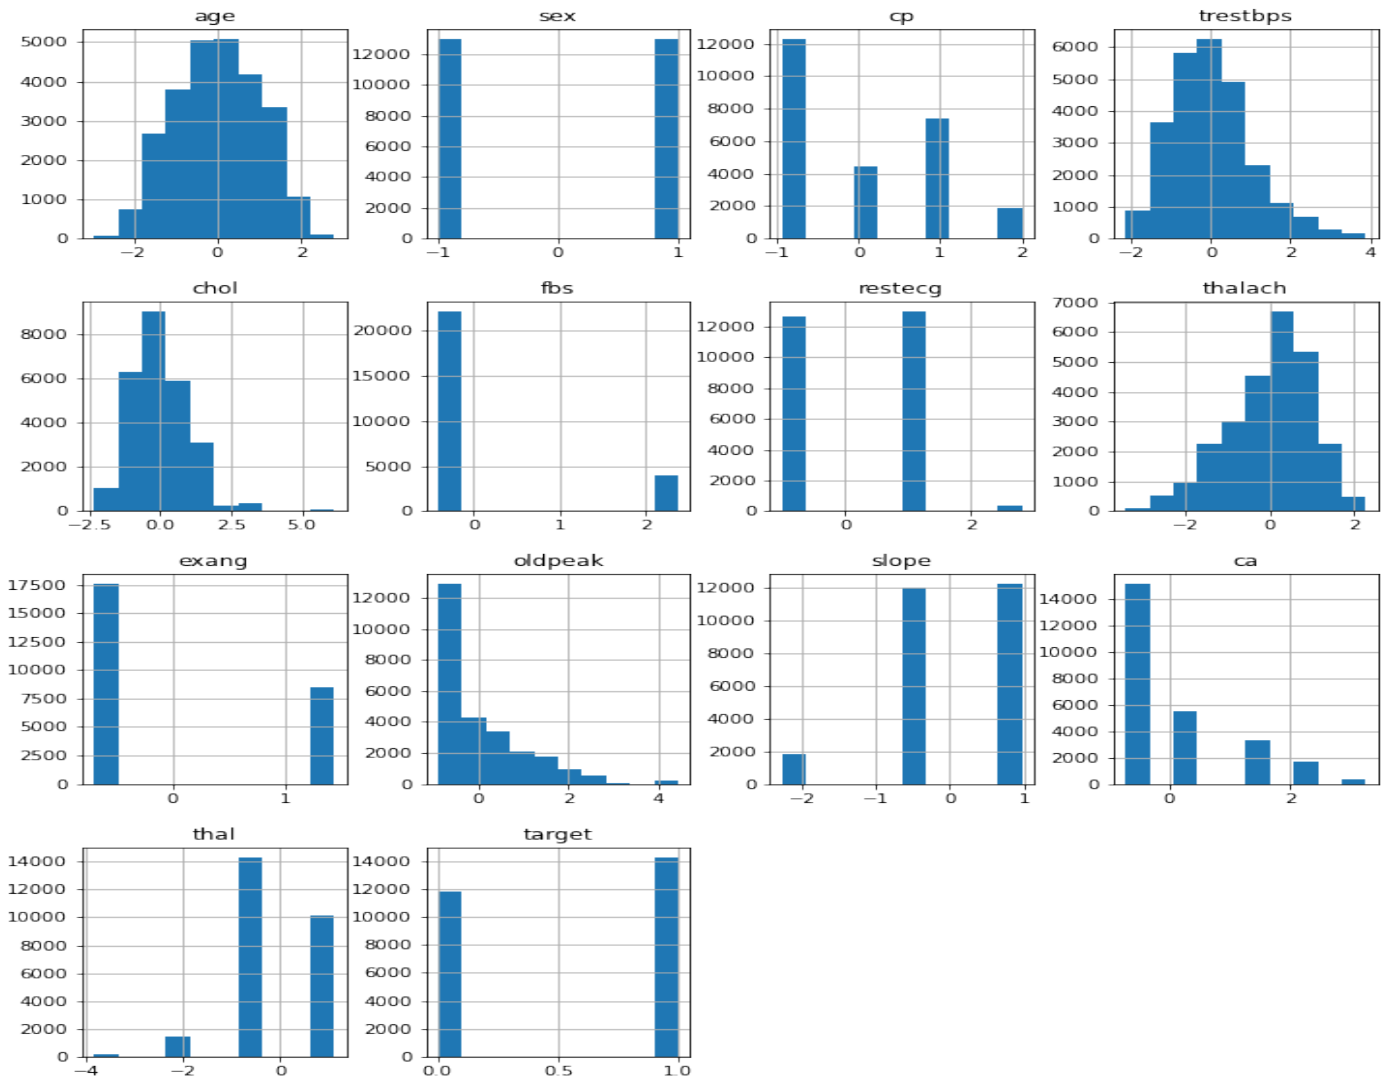 age sex cp trestbps
5000 4000 3000 2000 1000 0
−2 0 2
12000 10000 8000 6000 4000 2000 0
−1 0 1
12000 10000 8000 6000 4000 2000 0
−1 0 1 2
6000 5000 4000 3000 2000 1000 0
−2 0 2 4
chol fbs restecg thalach
8000 6000 4000 2000 0
−2.5 0.0 2.5 5.0
20000 15000 10000 5000 0
0 1 2
12000 10000 8000 6000 4000 2000 0
0 2
7000 6000 5000 4000 3000 2000 1000 0
−2 0 2
exang oldpeak slope ca
17500 15000 12500 10000 7500 5000 2500 0
0 1
12000 10000 8000 6000 4000 2000 0
0 2 4
12000 10000 8000 6000 4000 2000 0
−2 −1 0 1
14000 12000 10000 8000 6000 4000 2000 0
0 2
thal target
14000 12000 10000 8000 6000 4000 2000 0
−4 −2 0
14000 12000 10000 8000 6000 4000 2000 0
0.0 0.5 1.0